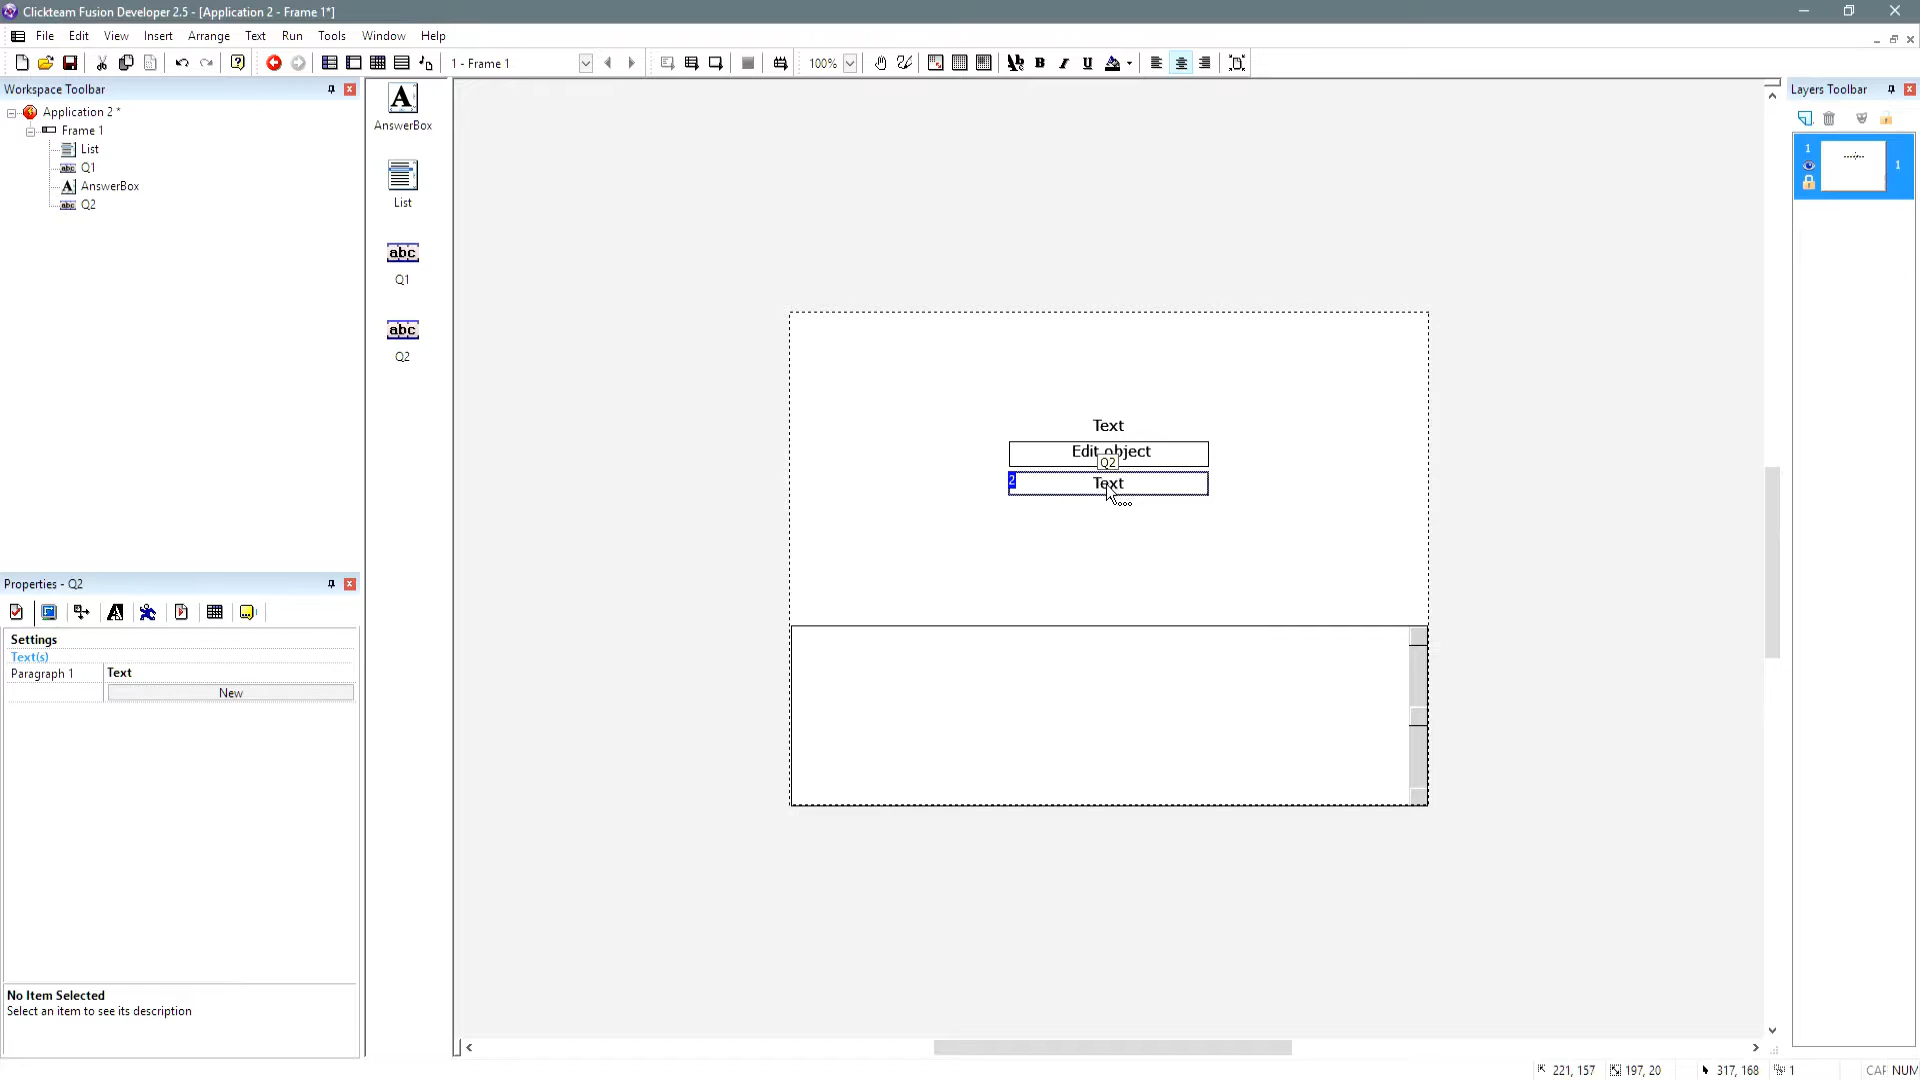 Clickteam Fusion Developer 2.5 - [Application 2 - Frame 1*]
File Edit View Insert Arrange Text Run Tools Window Help
1 - Frame 1
100%
Workspace Toolbar
Application 2 *
Frame 1
List
Q1
AnswerBox
Q2
A
AnswerBox
List
abc
Q1
abc
Q2
Text
Edit object
Q2
2
Text
Layers Toolbar
1
1
Properties - Q2
Settings
Text(s)
Paragraph 1 Text
New
No Item Selected
Select an item to see its description
221, 157 197, 20 317, 168 1 CAP NUM